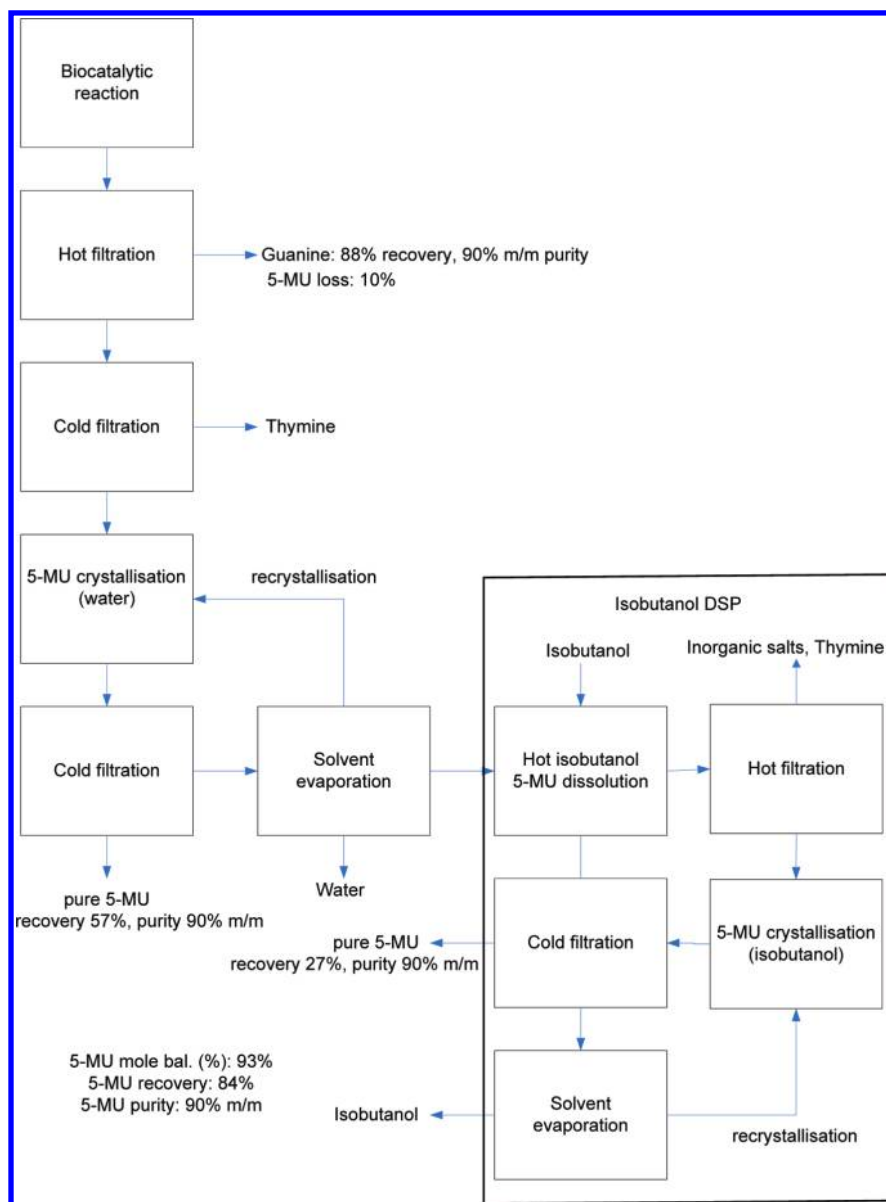 Biocatalytic
reaction
Hot filtration
Guanine: 88% recovery, 90% m/m purity
5-MU loss: 10%
Cold filtration
Thymine
5-MU crystallisation
(water)
recrystallisation
Isobutanol DSP
Isobutanol
Inorganic salts, Thymine
Cold filtration
Solvent
evaporation
Hot isobutanol
5-MU dissolution
Hot filtration
pure 5-MU
recovery 57%, purity 90% m/m
Water
pure 5-MU
recovery 27%, purity 90% m/m
Cold filtration
5-MU crystallisation
(isobutanol)
5-MU mole bal. (%): 93%
5-MU recovery: 84%
5-MU purity: 90% m/m
Isobutanol
Solvent
evaporation
recrystallisation